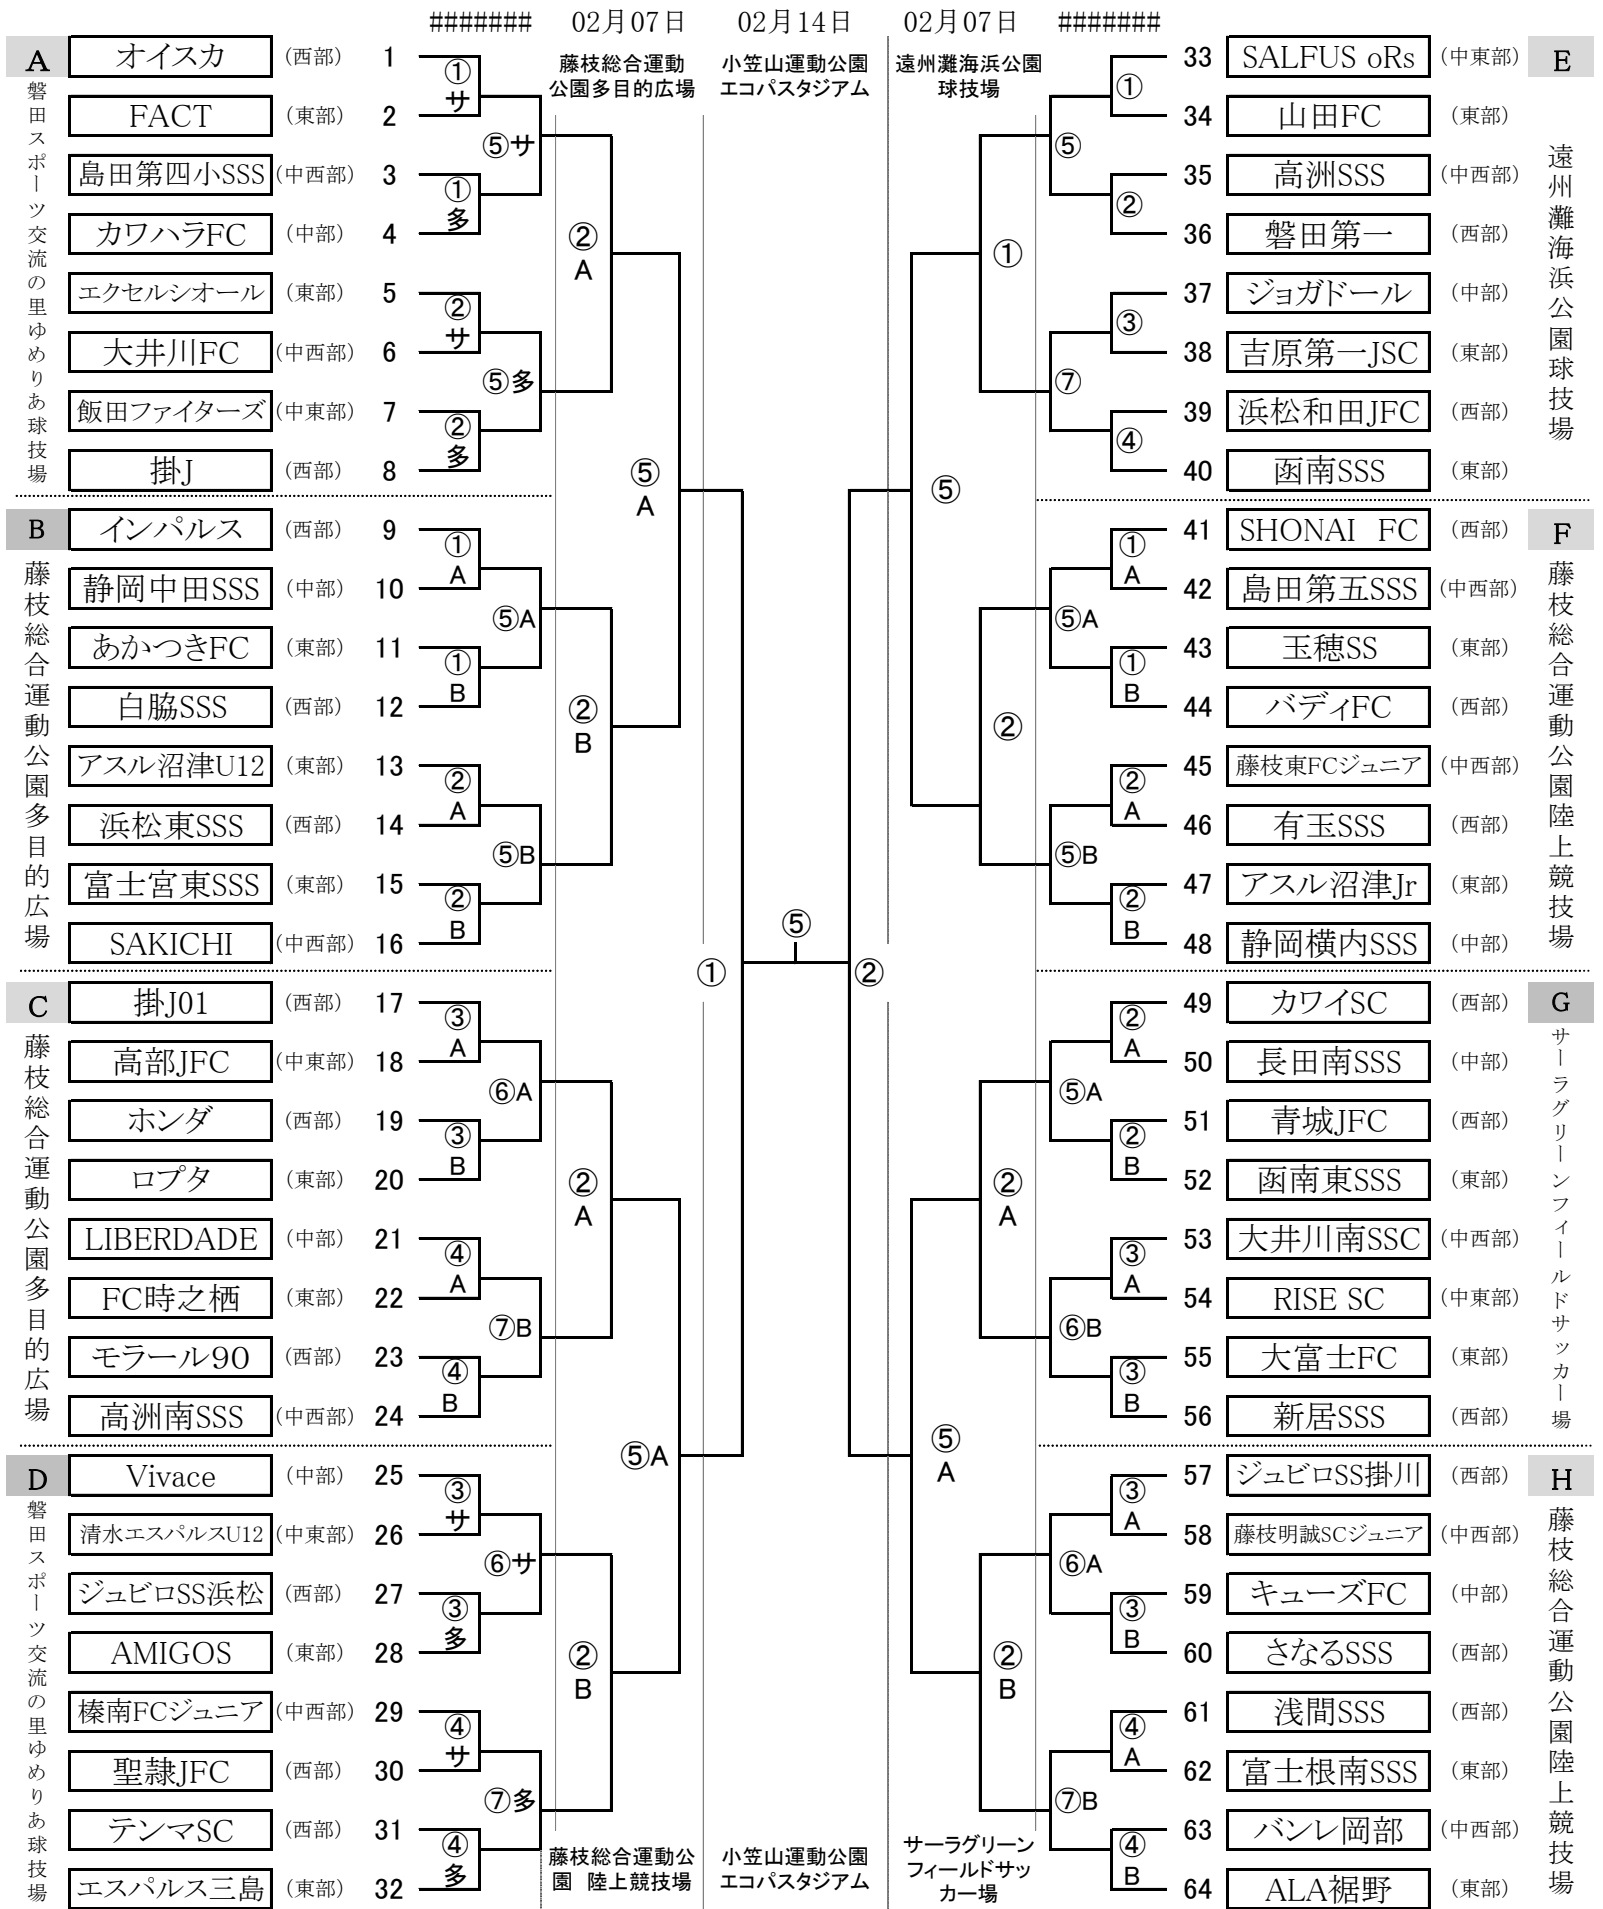 ####### 02月07日 02月14日 02月07日 #######
藤枝総合運動
公園多目的広場
小笠山運動公園
エコパスタジアム
遠州灘海浜公園
球技場
A
磐田スポーツ交流の里ゆめりあ球技場
オイスカ (西部) 1
FACT (東部) 2
島田第四小SSS (中西部) 3
カワハラFC (中部) 4
エクセルシオール (東部) 5
大井川FC (中西部) 6
飯田ファイターズ (中東部) 7
掛J (西部) 8
①サ
①多
②サ
②多
⑤サ
⑤多
②A
B
藤枝総合運動公園多目的広場
インパルス (西部) 9
静岡中田SSS (中部) 10
あかつきFC (東部) 11
白脇SSS (西部) 12
アスル沼津U12 (東部) 13
浜松東SSS (西部) 14
富士宮東SSS (東部) 15
SAKICHI (中西部) 16
①A
①B
②A
②B
⑤A
⑤B
②B
⑤A
C
藤枝総合運動公園多目的広場
掛J01 (西部) 17
高部JFC (中東部) 18
ホンダ (西部) 19
ロプタ (東部) 20
LIBERDADE (中部) 21
FC時之栖 (東部) 22
モラール90 (西部) 23
高洲南SSS (中西部) 24
③A
③B
④A
④B
⑥A
⑦B
②A
D
磐田スポーツ交流の里ゆめりあ球技場
Vivace (中部) 25
清水エスパルスU12 (中東部) 26
ジュビロSS浜松 (西部) 27
AMIGOS (東部) 28
榛南FCジュニア (中西部) 29
聖隷JFC (西部) 30
テンマSC (西部) 31
エスパルス三島 (東部) 32
③サ
③多
④サ
④多
⑥サ
⑦多
②B
⑤A
①
⑤
②
E
遠州灘海浜公園球技場
33 SALFUS oRs (中東部)
34 山田FC (東部)
35 高洲SSS (中西部)
36 磐田第一 (西部)
37 ジョガドール (中部)
38 吉原第一JSC (東部)
39 浜松和田JFC (西部)
40 函南SSS (東部)
①
②
③
④
⑤
⑦
①
F
藤枝総合運動公園陸上競技場
41 SHONAI FC (西部)
42 島田第五SSS (中西部)
43 玉穂SS (東部)
44 バディFC (西部)
45 藤枝東FCジュニア (中西部)
46 有玉SSS (西部)
47 アスル沼津Jr (東部)
48 静岡横内SSS (中部)
①A
①B
②A
②B
⑤A
⑤B
②
⑤
G
サーラグリーンフィールドサッカー場
49 カワイSC (西部)
50 長田南SSS (中部)
51 青城JFC (西部)
52 函南東SSS (東部)
53 大井川南SSC (中西部)
54 RISE SC (中東部)
55 大富士FC (東部)
56 新居SSS (西部)
②A
②B
③A
③B
⑤A
⑥B
②A
H
藤枝総合運動公園陸上競技場
57 ジュビロSS掛川 (西部)
58 藤枝明誠SCジュニア (中西部)
59 キューズFC (中部)
60 さなるSSS (西部)
61 浅間SSS (西部)
62 富士根南SSS (東部)
63 バンレ岡部 (中西部)
64 ALA裾野 (東部)
③A
③B
④A
④B
⑥A
⑦B
②B
⑤A
藤枝総合運動公
園 陸上競技場
小笠山運動公園
エコパスタジアム
サーラグリーン
フィールドサッ
カー場